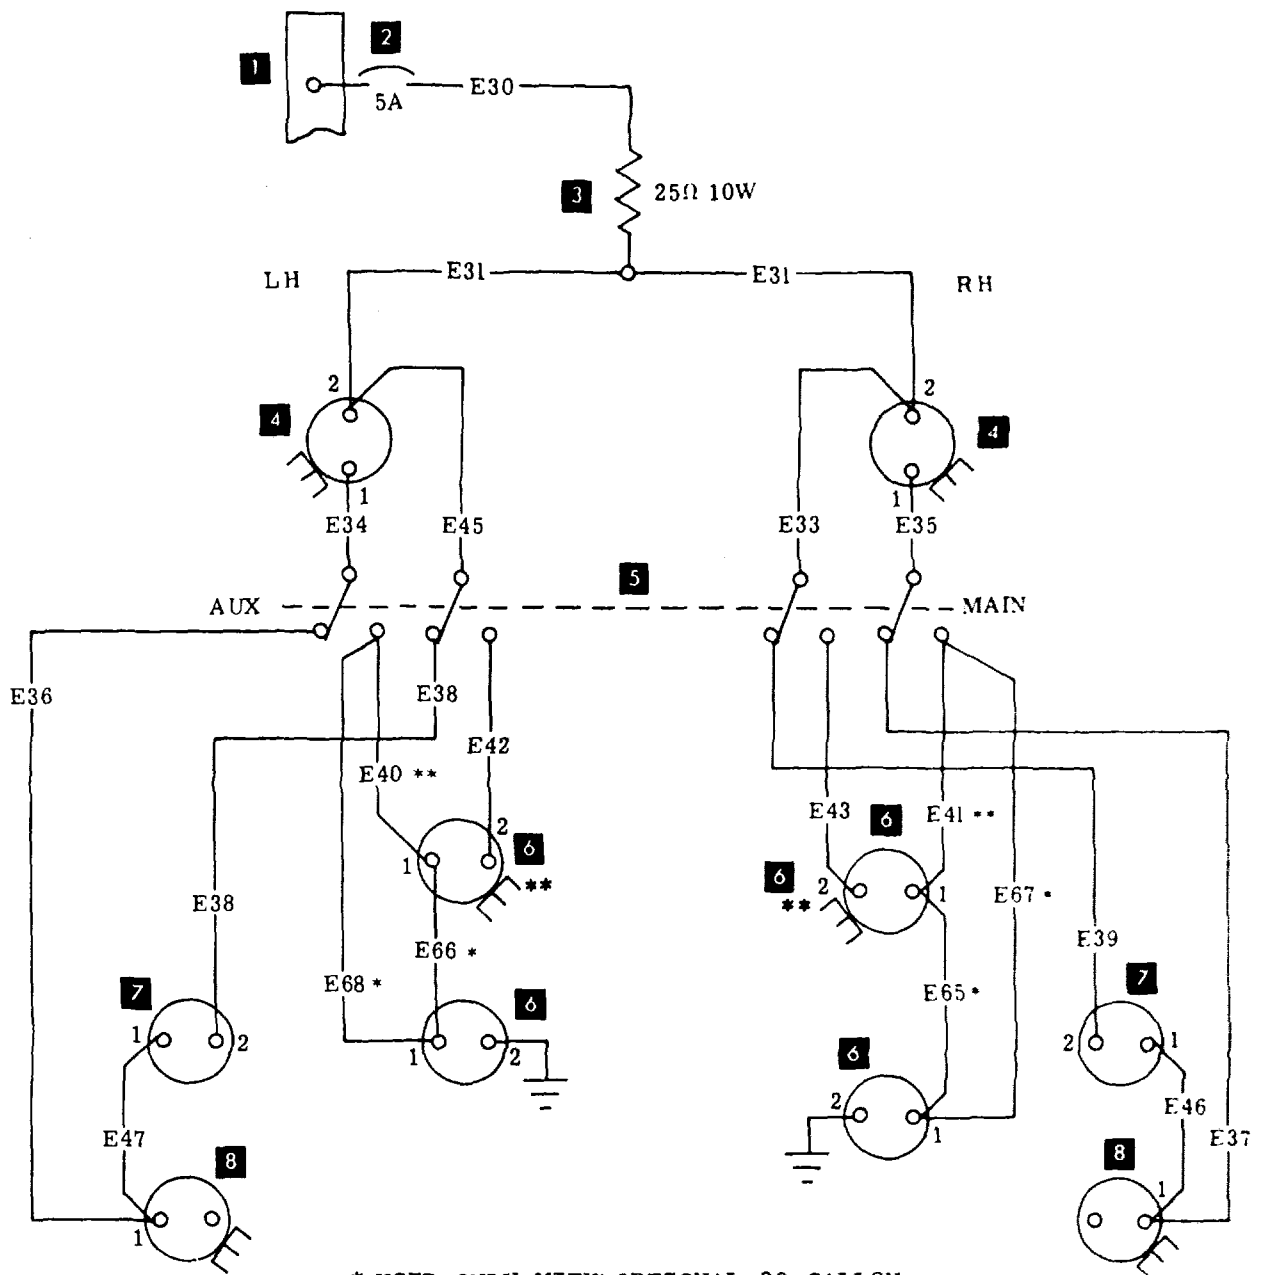 1
2
5A
E30
3
25Ω 10W
LH
E31
E31
RH
2
2
4
4
1
1
E34
E45
E33
E35
5
AUX
MAIN
E36
E38
E42
E40 **
E43
6
E41 **
2
1
6
**
6
**
2
1
E67 *
E38
E39
E66 *
E68 *
E65 *
7
6
7
1
2
1
2
6
2
1
2
1
E47
E46
E37
8
8
1
1